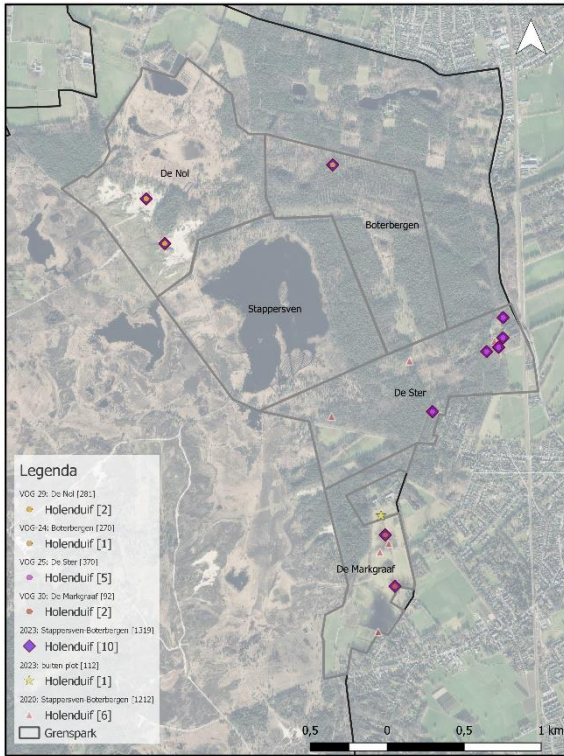 De Nol
Boterbergen
Stappersven
De Ster
De Markgraaf
Legenda
VOG 29: De Nol [281]
Holenduif [2]
VOG 24: Boterbergen [270]
Holenduif [1]
VOG 25: De Ster [370]
Holenduif [5]
VOG 30: De Markgraaf [92]
Holenduif [2]
2023: Stappersven-Boterbergen [1319]
Holenduif [10]
2023: buiten plot [112]
Holenduif [1]
2020: Stappersven-Boterbergen [1212]
Holenduif [6]
Grenspark
0,5 0 0,5 1 km